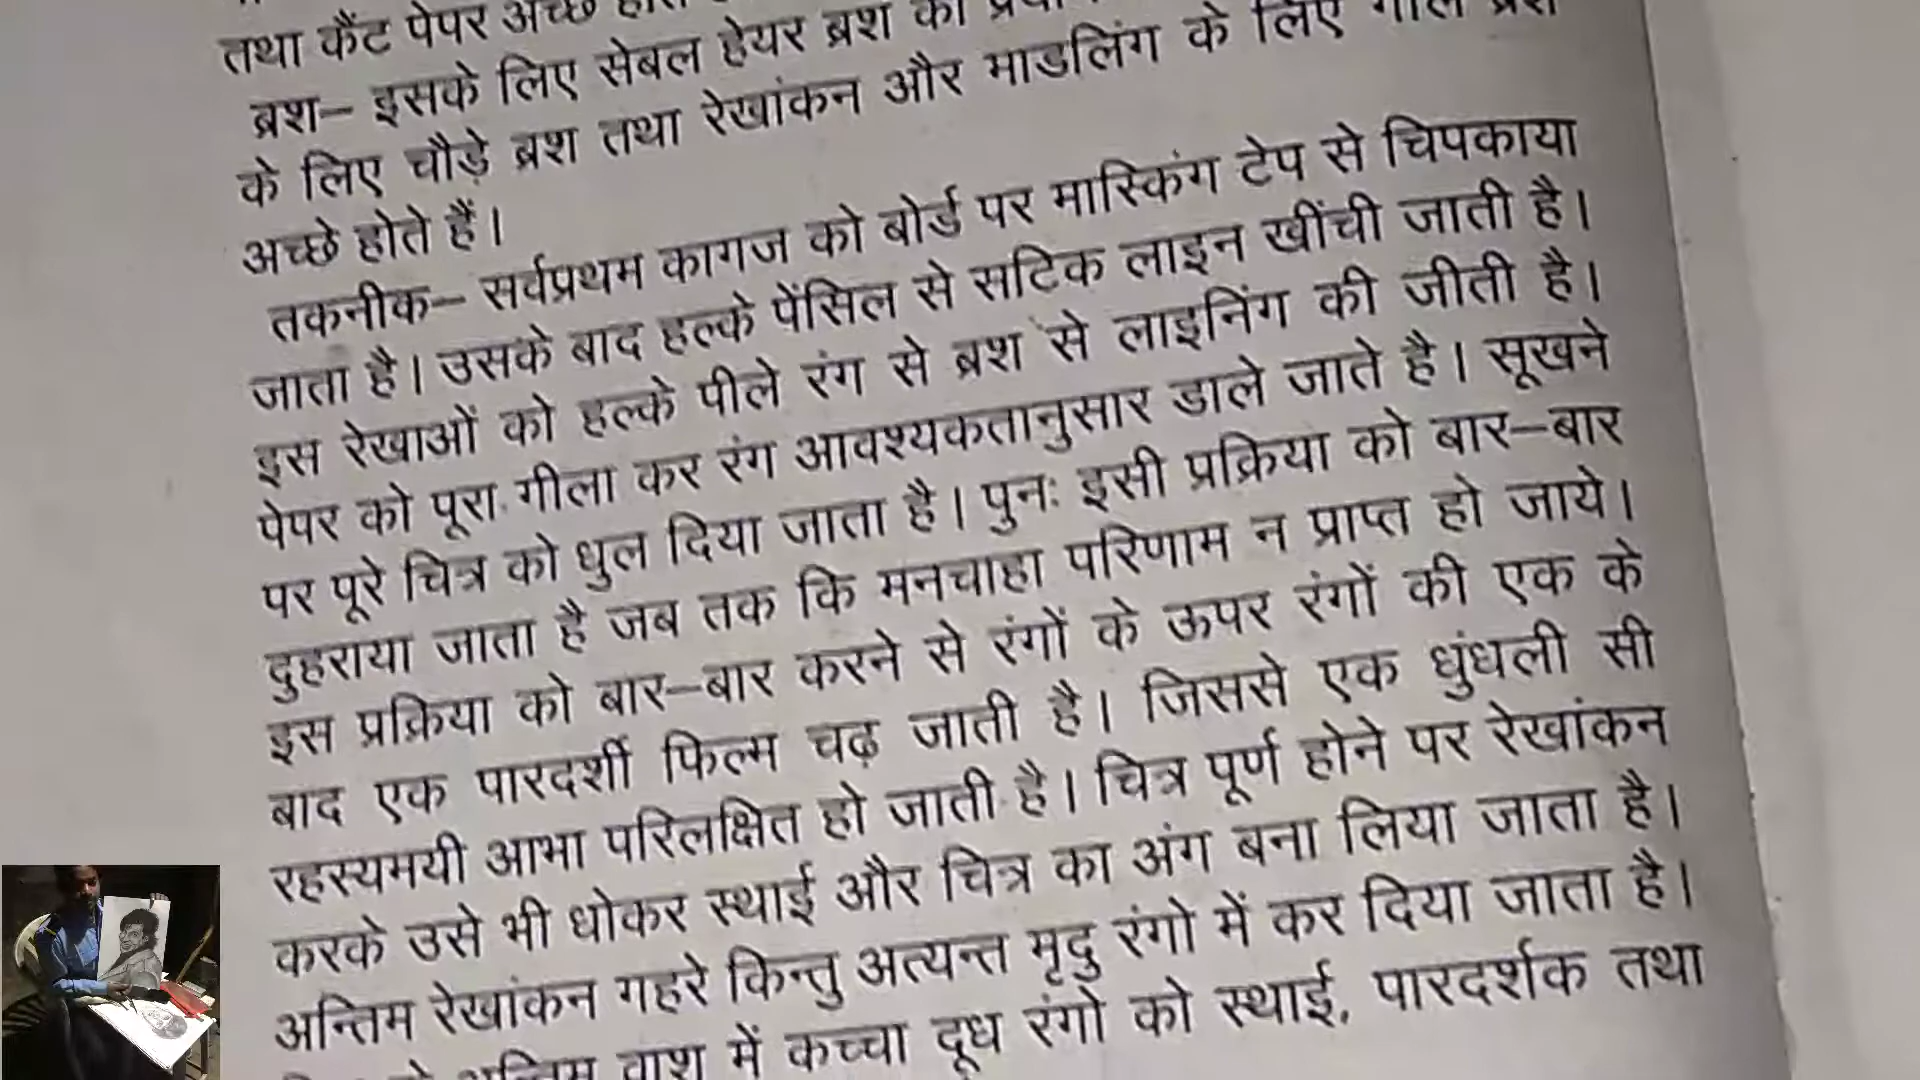 तथा कैंट पेपर अच्छे
ब्रश– इसके लिए सेबल हेयर ब्रश का
के लिए चौड़े ब्रश तथा रेखांकन और माडलिंग के लिए गोल ब्रश
अच्छे होते हैं।
तकनीक– सर्वप्रथम कागज को बोर्ड पर मास्किंग टेप से चिपकाया
जाता है। उसके बाद हल्के पेंसिल से सटिक लाइन खींची जाती है।
इस रेखाओं को हल्के पीले रंग से ब्रश से लाइनिंग की जीती है।
पेपर को पूरा गीला कर रंग आवश्यकतानुसार डाले जाते है। सूखने
पर पूरे चित्र को धुल दिया जाता है। पुनः इसी प्रक्रिया को बार–बार
दुहराया जाता है जब तक कि मनचाहा परिणाम न प्राप्त हो जाये।
इस प्रक्रिया को बार–बार करने से रंगों के ऊपर रंगों की एक के
बाद एक पारदर्शी फिल्म चढ़ जाती है। जिससे एक धुंधली सी
रहस्यमयी आभा परिलक्षित हो जाती है। चित्र पूर्ण होने पर रेखांकन
करके उसे भी धोकर स्थाई और चित्र का अंग बना लिया जाता है।
अन्तिम रेखांकन गहरे किन्तु अत्यन्त मृदु रंगो में कर दिया जाता है।
अन्तिम वाश में कच्चा दूध रंगो को स्थाई, पारदर्शक तथा